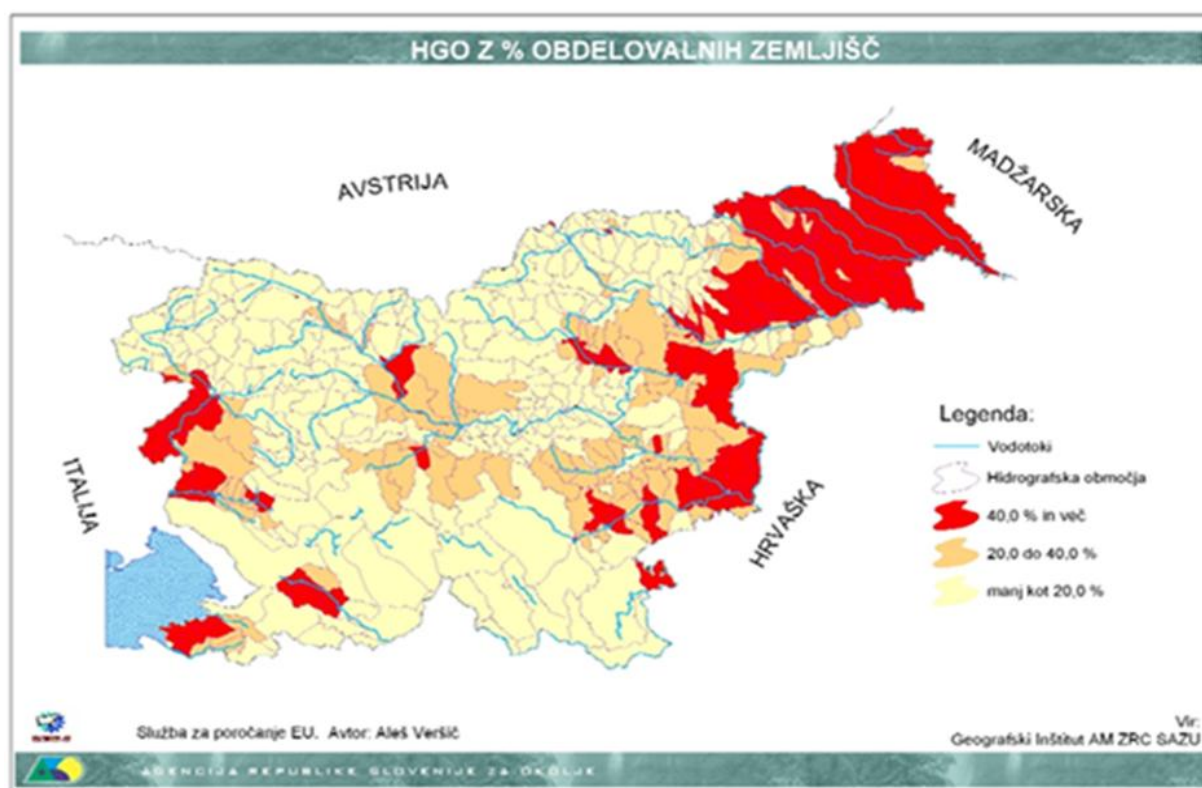 HGO Z % OBDELOVALNIH ZEMLJIŠČ
AVSTRIJA
MADŽARSKA
ITALIJA
HRVAŠKA
Legenda:
Vodotoki
Hidrografska območja
40,0 % in več
20,0 do 40,0 %
manj kot 20,0 %
Služba za poročanje EU. Avtor: Aleš Veršič
Vir:
Geografski Inštitut AM ZRC SAZU
AGENCIJA REPUBLIKE SLOVENIJE ZA OKOLJE